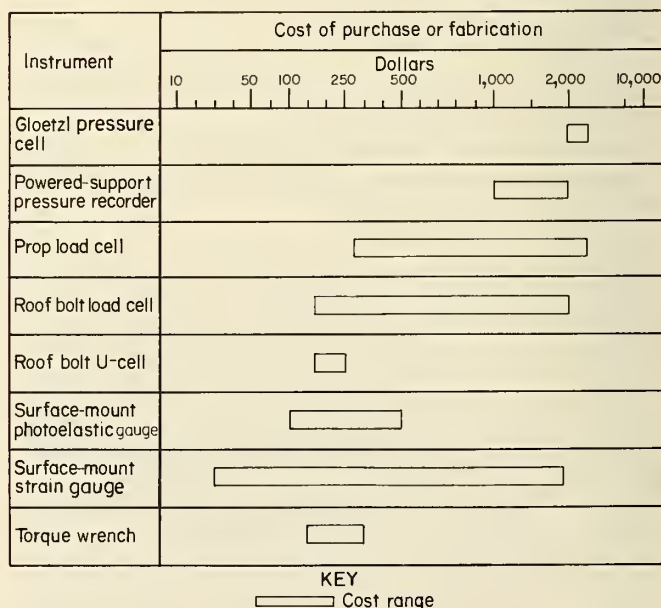 Instrument
Cost of purchase or fabrication
Dollars
10 50 100 250 500 1,000 2,000 10,000
Gloetzl pressure
cell
Powered-support
pressure recorder
Prop load cell
Roof bolt load cell
Roof bolt U-cell
Surface-mount
photoelastic gauge
Surface-mount
strain gauge
Torque wrench
KEY
Cost range